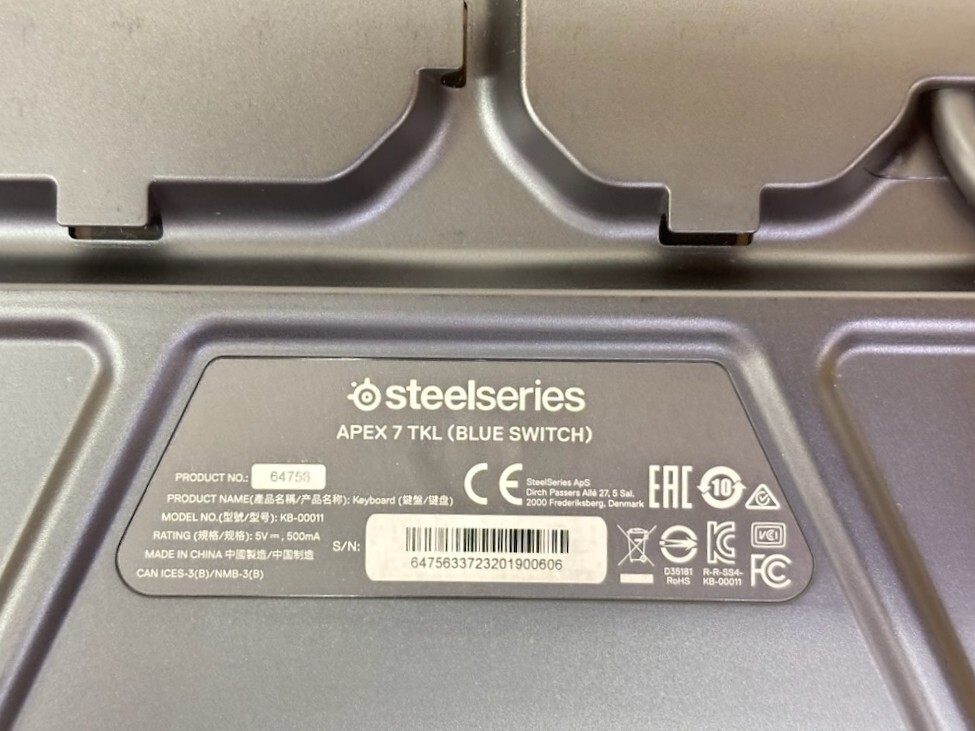 steelseries
APEX 7 TKL (BLUE SWITCH)
PRODUCT NO.:
PRODUCT NAME(產品名稱/产品名称): Keyboard (鍵盤/键盘)
MODEL NO.(型號/型号): KB-00011
RATING (規格/规格): 5V⎓, 500mA
MADE IN CHINA 中國製造/中国制造
CAN ICES-3(B)/NMB-3(B)
CE
SteelSeries ApS
Dirch Passers Allé 27, 5 Sal.
2000 Frederiksberg, Denmark
EAC
10
S/N:
6475633723201900606
D35181
RoHS
R-R-SS4-
KB-00011
VCI
FC